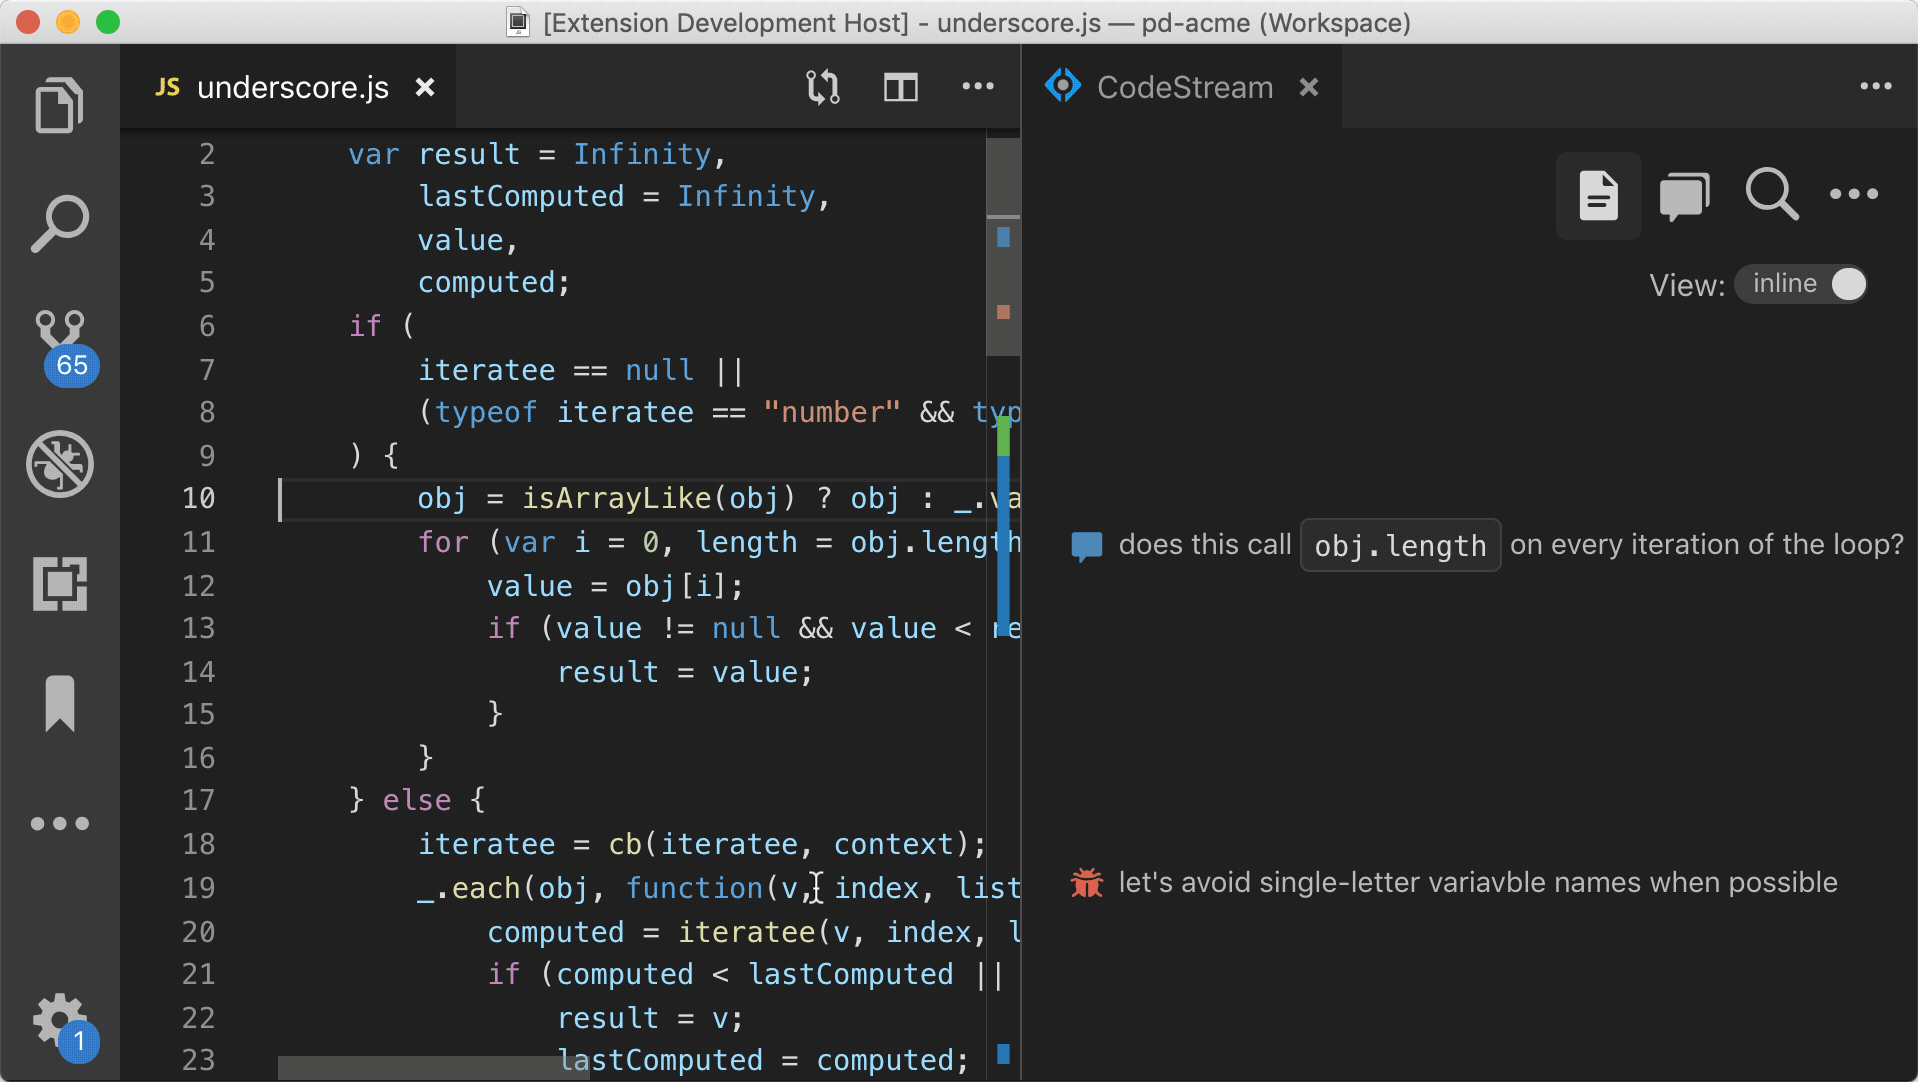 [Extension Development Host] - underscore.js — pd-acme (Workspace)
JS underscore.js
CodeStream
View: inline
65
1
2 var result = Infinity,
3 lastComputed = Infinity,
4 value,
5 computed;
6 if (
7 iteratee == null ||
8 (typeof iteratee == "number" && typ
9 ) {
10 obj = isArrayLike(obj) ? obj : _.va
11 for (var i = 0, length = obj.length
12 value = obj[i];
13 if (value != null && value < re
14 result = value;
15 }
16 }
17 } else {
18 iteratee = cb(iteratee, context);
19 _.each(obj, function(v, index, list
20 computed = iteratee(v, index, l
21 if (computed < lastComputed ||
22 result = v;
23 lastComputed = computed;
does this call obj.length on every iteration of the loop?
let's avoid single-letter variavble names when possible